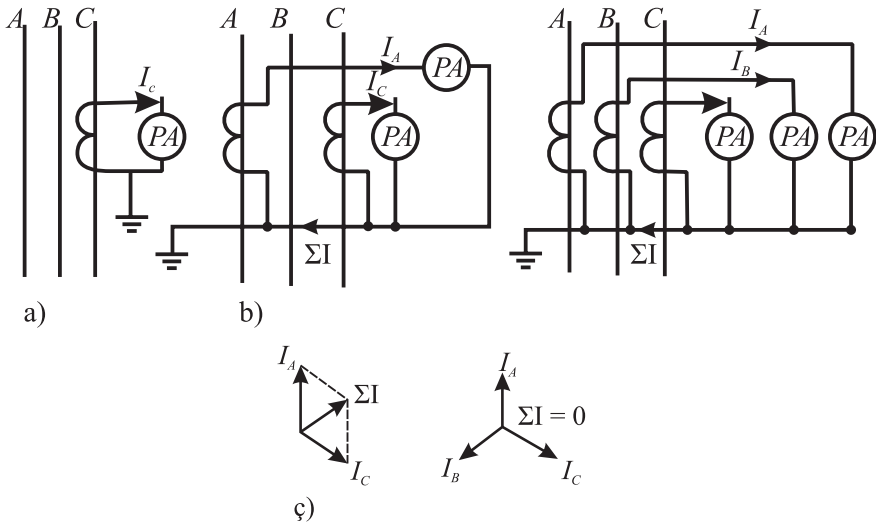 A B C
I_c
PA
a)
A B C
I_A
PA
I_C
PA
ΣI
b)
A B C
I_A
I_B
PA PA PA
ΣI
I_A
ΣI
I_C
I_A
ΣI = 0
I_B I_C
ç)